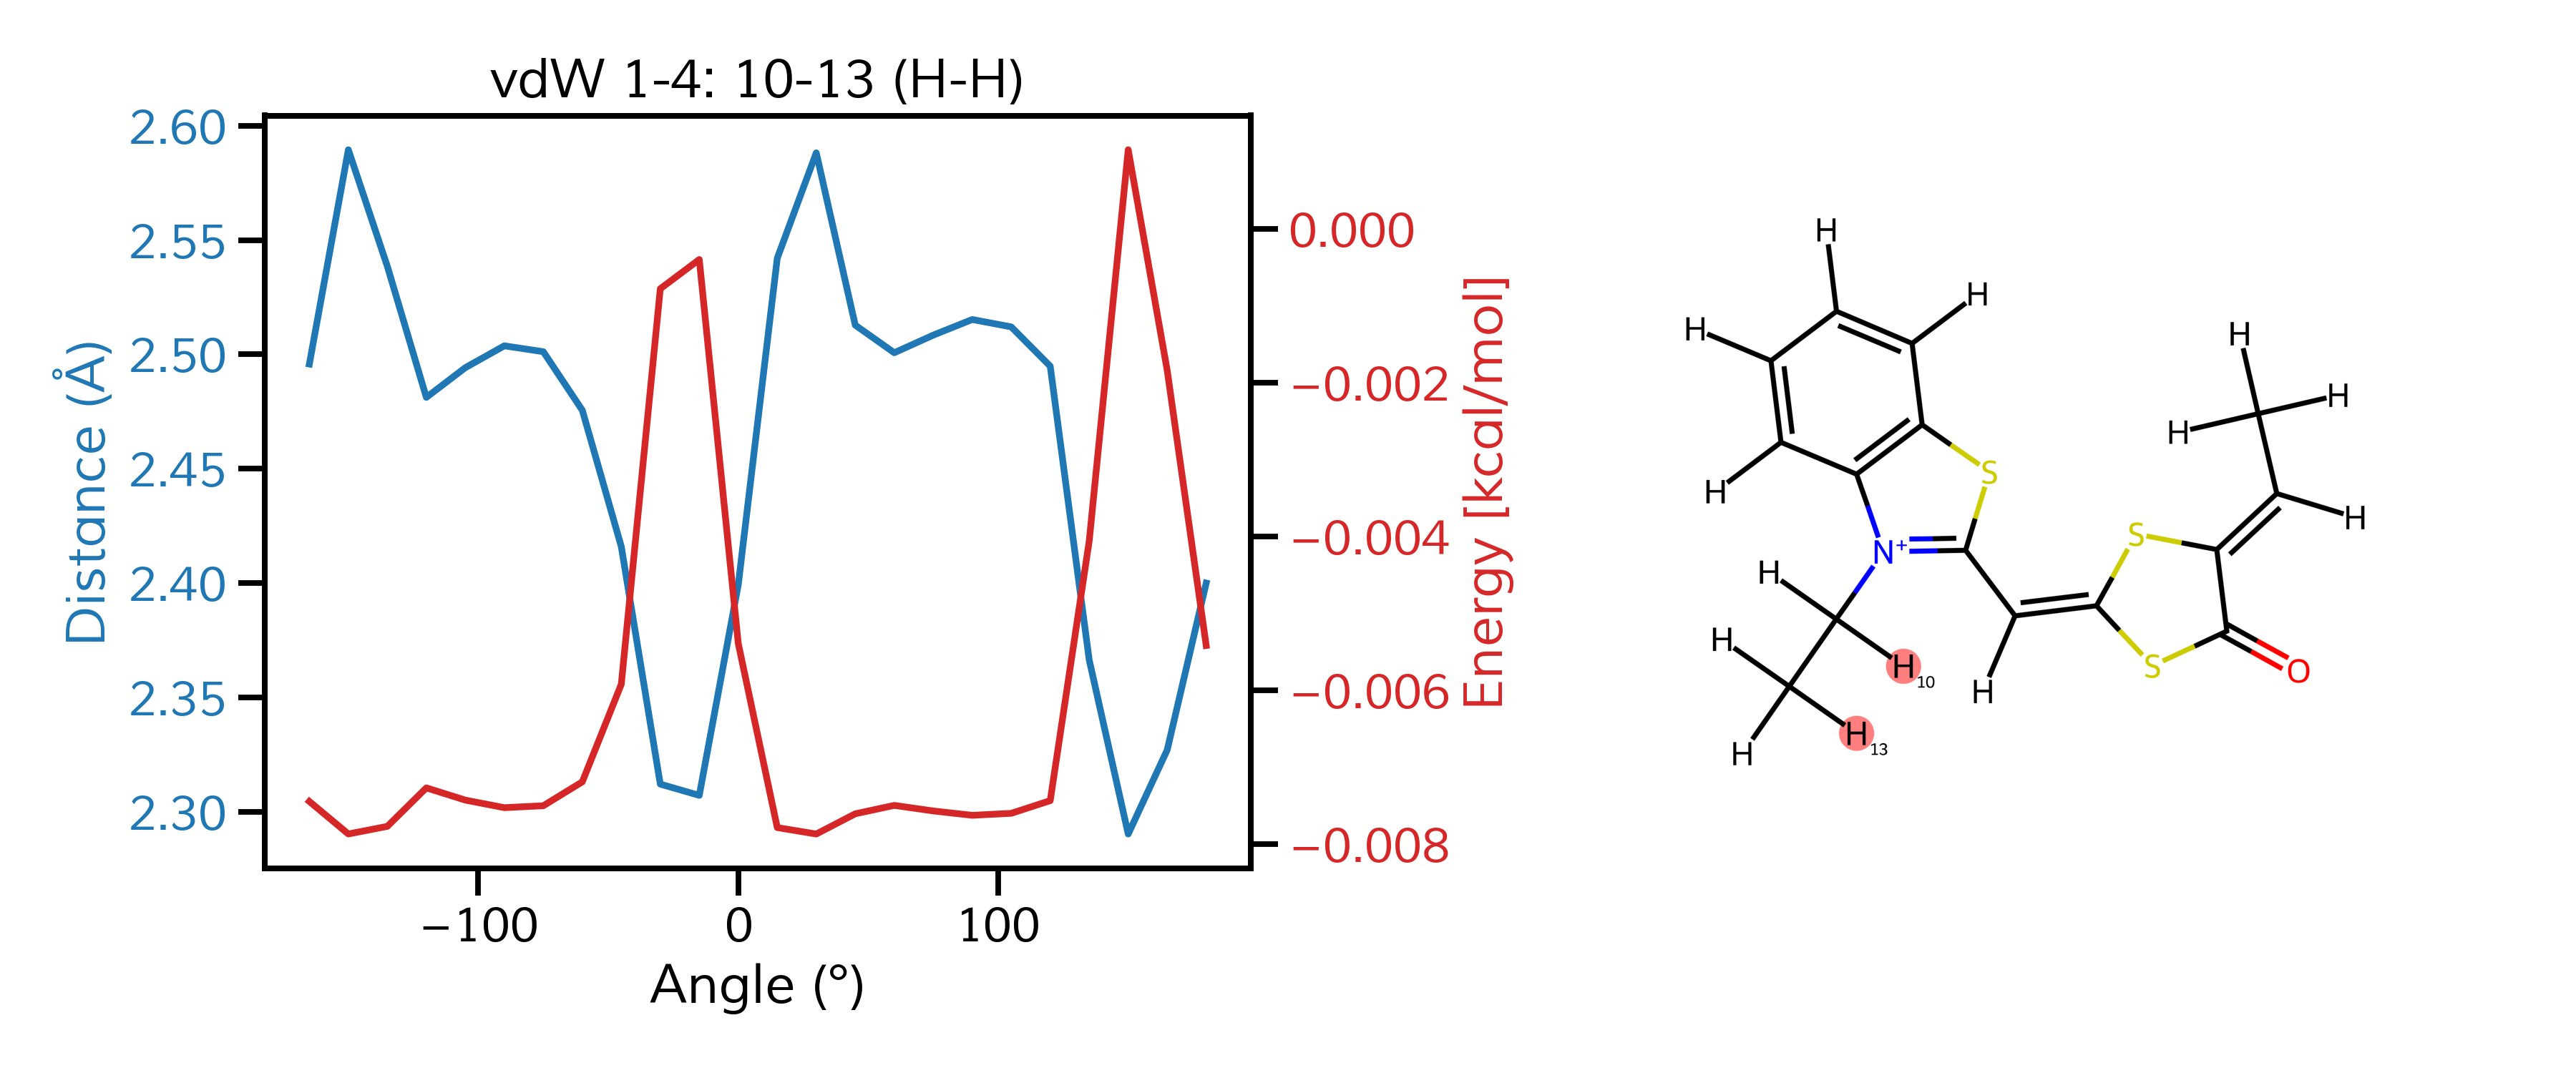 vdW 1-4: 10-13 (H-H)
2.60
2.55
2.50
2.45
2.40
2.35
2.30
Distance (Å)
−100
0
100
Angle (°)
0.000
−0.002
−0.004
−0.006
−0.008
Energy [kcal/mol]
H
H
H
H
H
H
H
S
H
S
H
N+
H
H
H10
S
O
H
H13
H